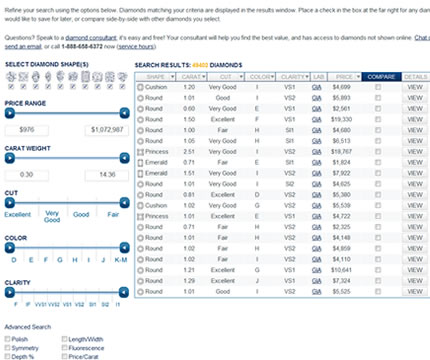 Refine your search using the options below. Diamonds matching your criteria are displayed in the results window. Place a check in the box at the far right for any diam
would like to save for later, or compare side-by-side with other diamonds you select.
Questions? Speak to a diamond consultant; it's easy and free! Your consultant will help you find the best value, and has access to diamonds not shown online.
send an email, or call 1-888-658-6372 now (service hours).
SELECT DIAMOND SHAPE(S)
SEARCH RESULTS: DIAMONDS
SHAPE CARAT CUT COLOR CLARITY LAB PRICE COMPARE DETAILS
Cushion 1.20 Very Good I VS1 GIA $4,699 VIEW
Round 1.01 Good I VS2 GIA $5,893 VIEW
Round 0.60 Very Good E VS1 GIA $2,561 VIEW
Round 1.50 Excellent F VS1 GIA $19,330 VIEW
Round 1.00 Fair H SI1 GIA $4,680 VIEW
Round 1.05 Very Good H SI1 GIA $6,513 VIEW
Princess 2.51 Very Good I VS2 GIA $18,767 VIEW
Emerald 0.71 Fair E SI1 GIA $1,824 VIEW
Emerald 1.51 Very Good I VS2 GIA $7,922 VIEW
Round 1.01 Very Good I SI2 GIA $4,625 VIEW
Round 0.81 Excellent D VS2 GIA $5,380 VIEW
Cushion 1.02 Very Good G VS2 GIA $5,539 VIEW
Princess 1.01 Excellent E VS1 GIA $4,722 VIEW
Round 0.71 Fair H VS2 GIA $2,325 VIEW
Round 1.01 Fair H VS2 GIA $4,148 VIEW
Round 1.02 Fair H VS2 GIA $4,859 VIEW
Round 1.02 Fair I VS2 GIA $4,110 VIEW
Round 1.21 Excellent G VS1 GIA $10,641 VIEW
Round 1.29 Excellent J VS2 GIA $7,324 VIEW
Round 1.01 Good I VS2 GIA $5,525 VIEW
PRICE RANGE
$976 $1,072,987
CARAT WEIGHT
0.30 14.36
CUT
Excellent Very Good Good Fair
COLOR
D E F G H I J K-M
CLARITY
F IF VVS1 VVS2 VS1 VS2 SI1 SI2 I1
Advanced Search
Polish Length/Width
Symmetry Fluorescence
Depth % Price/Carat